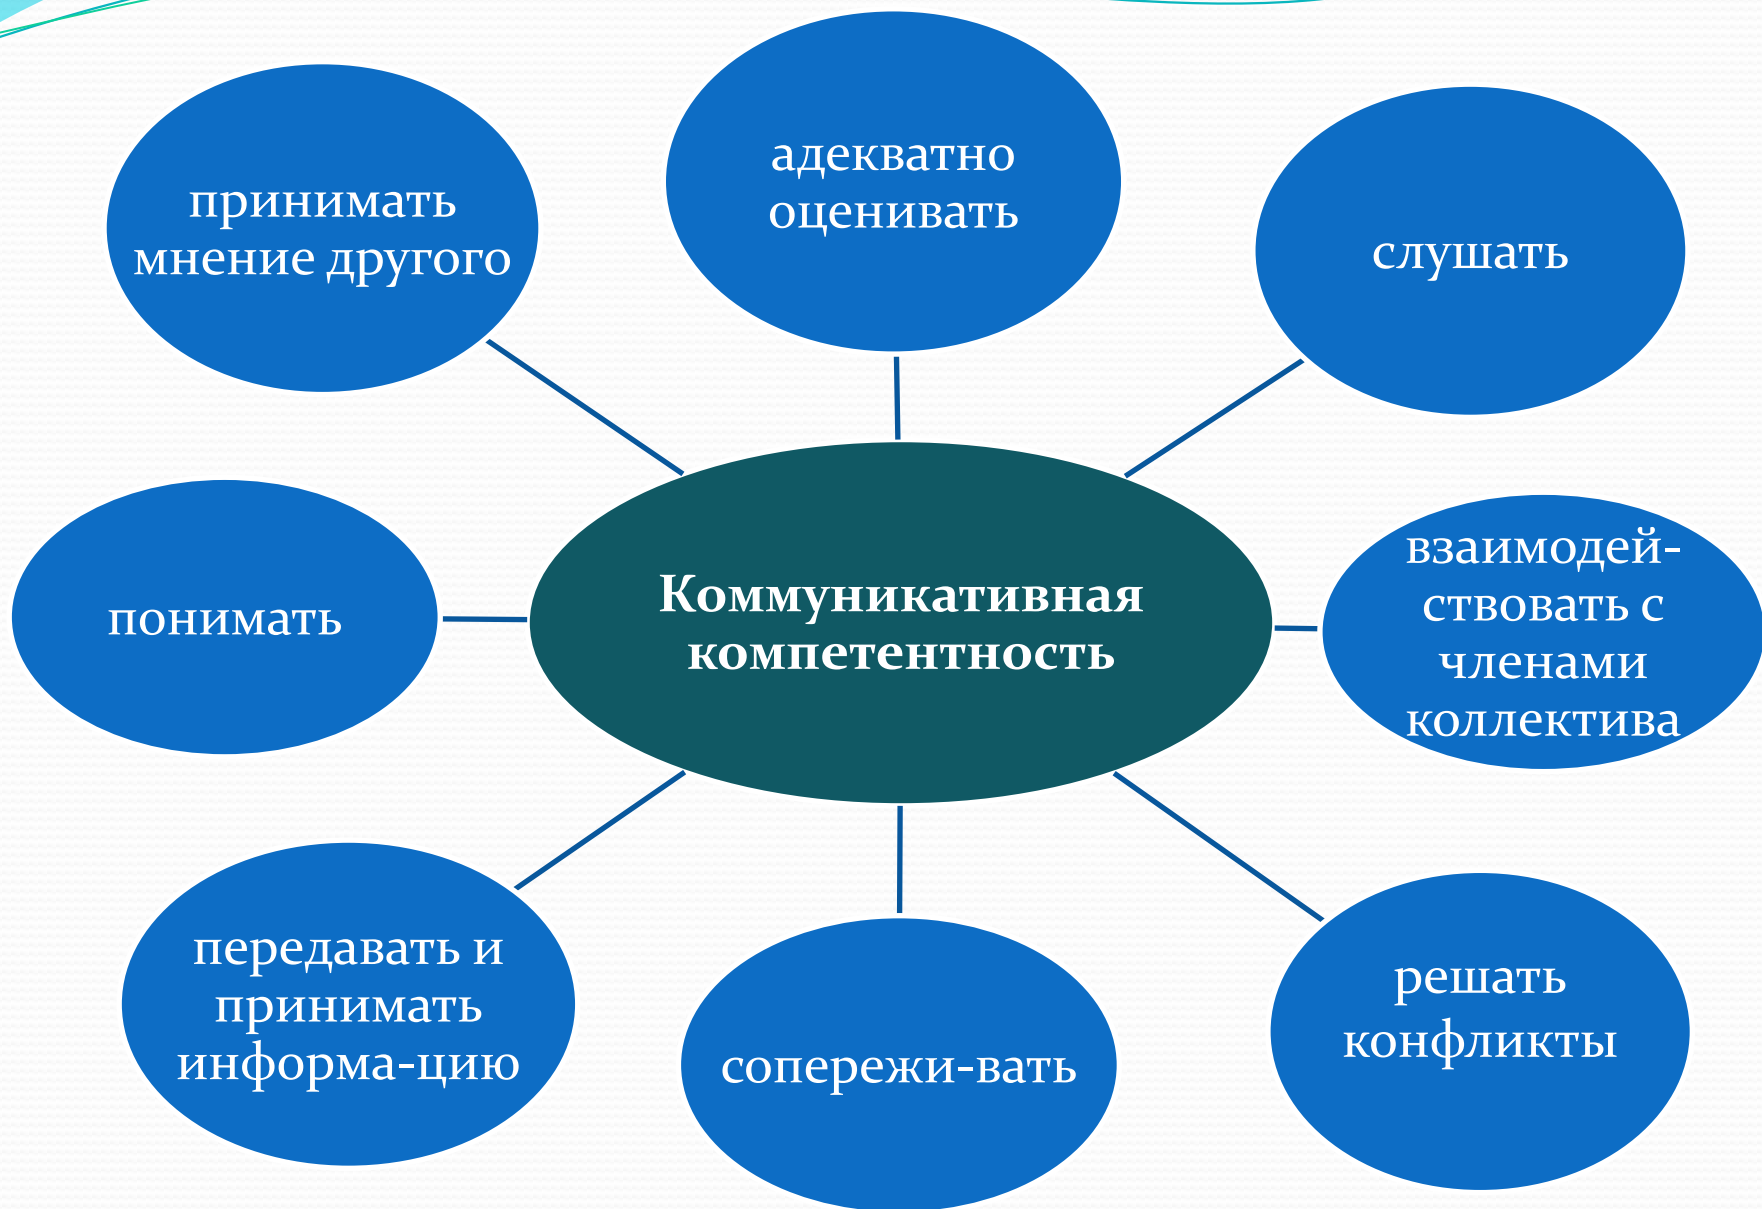 адекватно
оценивать
принимать
мнение другого
слушать
Коммуникативная
компетентность
понимать
взаимодей-
ствовать с
членами
коллектива
передавать и
принимать
информа-цию
сопережи-вать
решать
конфликты